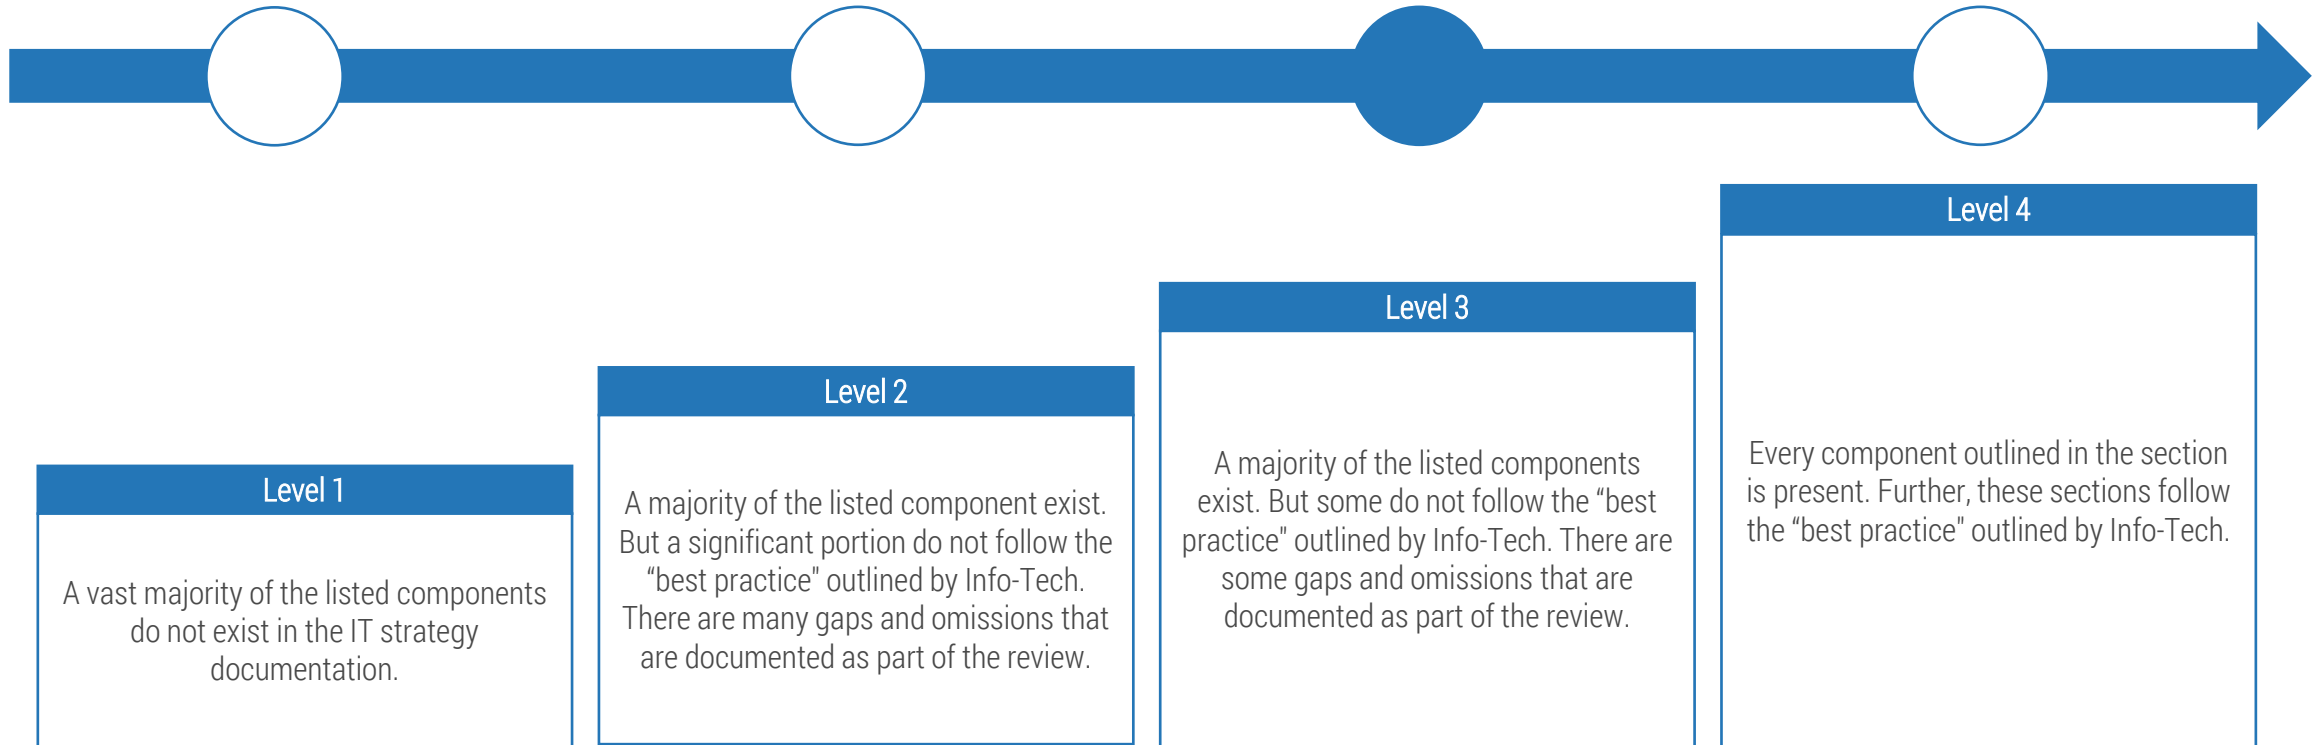 Level 1
A vast majority of the listed components
do not exist in the IT strategy
documentation.
Level 2
A majority of the listed component exist.
But a significant portion do not follow the
“best practice" outlined by Info-Tech.
There are many gaps and omissions that
are documented as part of the review.
Level 3
A majority of the listed components
exist. But some do not follow the “best
practice" outlined by Info-Tech. There are
some gaps and omissions that are
documented as part of the review.
Level 4
Every component outlined in the section
is present. Further, these sections follow
the “best practice" outlined by Info-Tech.